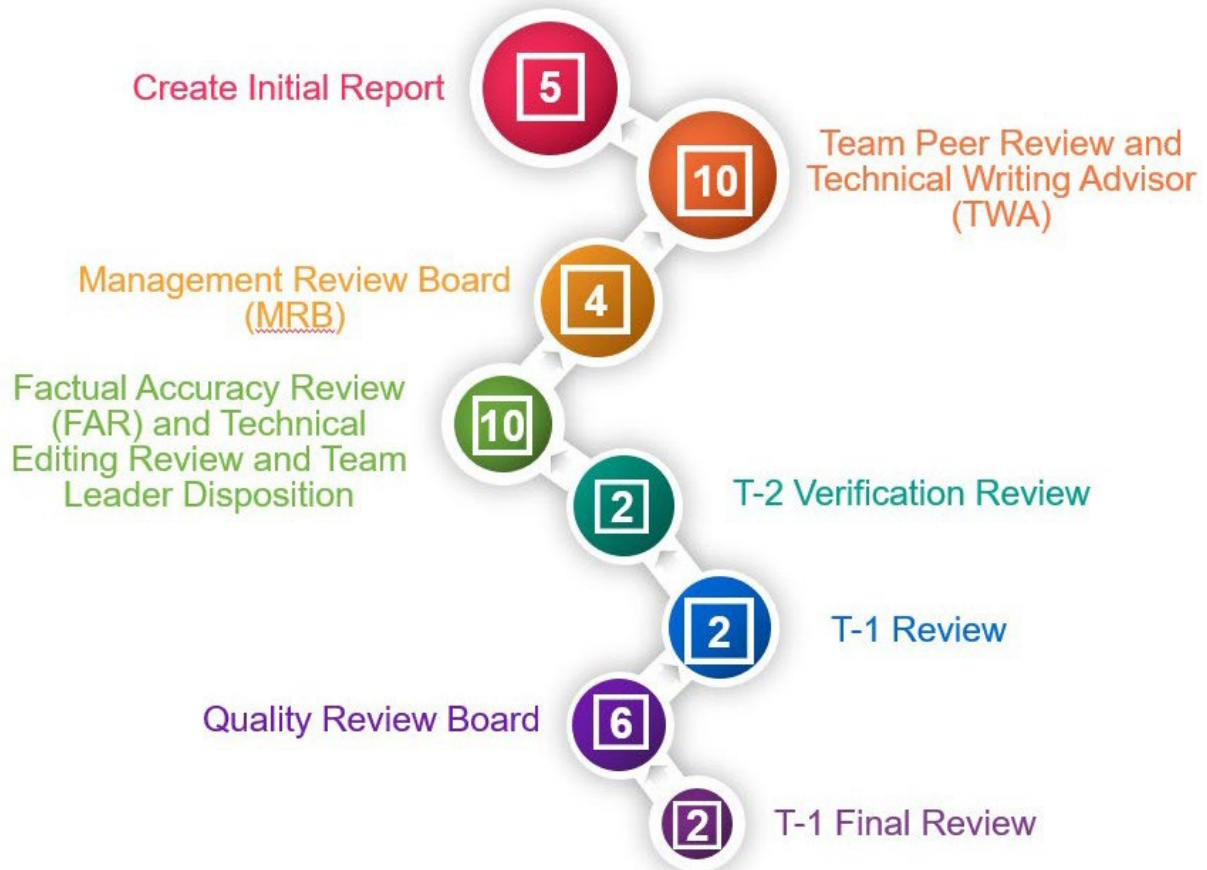 Create Initial Report
5
10
Team Peer Review and
Technical Writing Advisor
(TWA)
Management Review Board
(MRB)
4
Factual Accuracy Review
(FAR) and Technical
Editing Review and Team
Leader Disposition
10
2
T-2 Verification Review
2
T-1 Review
Quality Review Board
6
2
T-1 Final Review